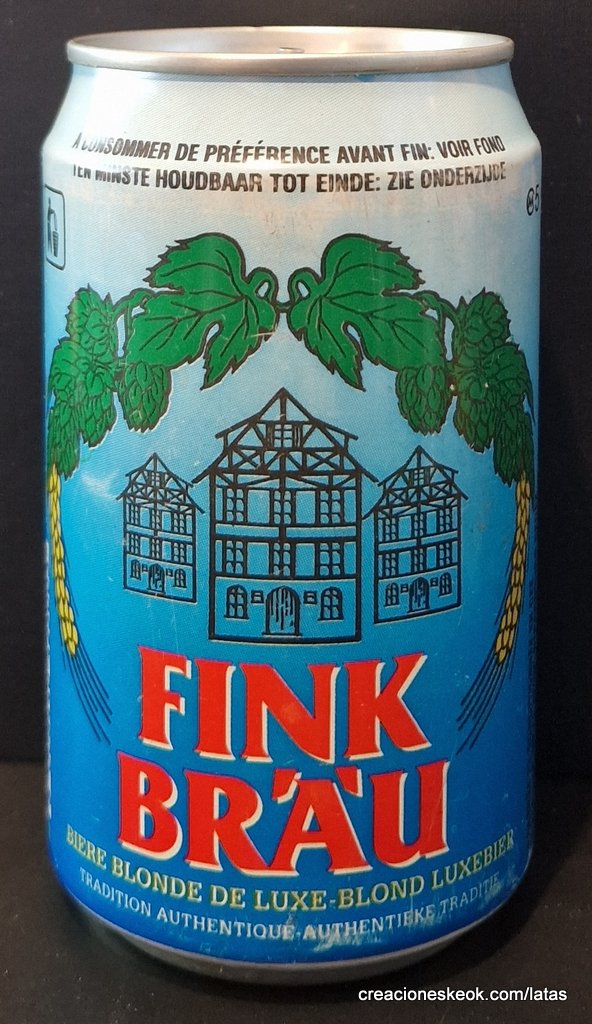 A CONSOMMER DE PRÉFÉRENCE AVANT FIN: VOIR FOND
TEN MINSTE HOUDBAAR TOT EINDE: ZIE ONDERZIJDE
FINK
BRÄU
BIERE BLONDE DE LUXE-BLOND LUXEBIER
TRADITION AUTHENTIQUE-AUTHENTIEKE TRADITIE
creacioneskeok.com/latas